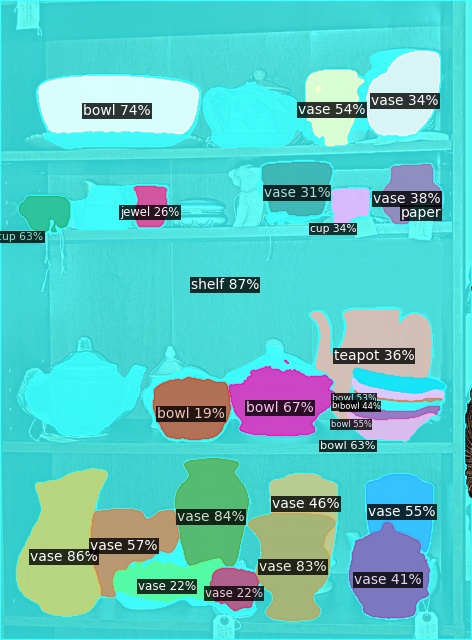 bowl 74%
vase 54%
vase 34%
vase 31%
vase 38%
jewel 26%
paper
cup 34%
cup 63%
shelf 87%
teapot 36%
bowl 19%
bowl 67%
bowl 53%
bowl 44%
bowl 55%
bowl 63%
vase 84%
vase 46%
vase 55%
vase 86%
vase 57%
vase 83%
vase 22%
vase 22%
vase 41%